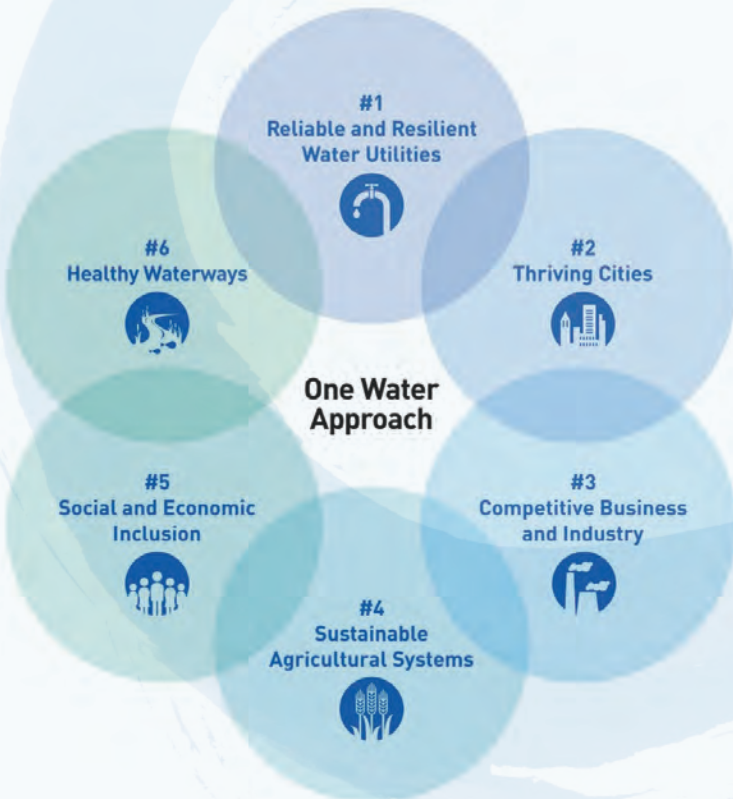 #1
Reliable and Resilient
Water Utilities
#2
Thriving Cities
#3
Competitive Business
and Industry
#4
Sustainable
Agricultural Systems
#5
Social and Economic
Inclusion
#6
Healthy Waterways
One Water
Approach